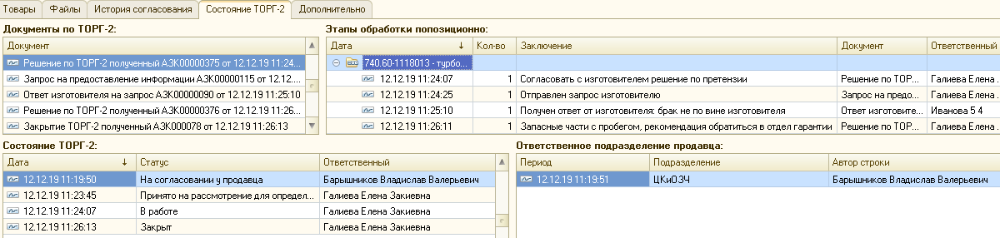 Товары Файлы История согласования Состояние ТОРГ-2 Дополнительно
Документы по ТОРГ-2:
Документ
Решение по ТОРГ-2 полученный АЗК00000375 от 12.12.19 11:24...
Запрос на предоставление информации АЗК00000115 от 12.12....
Ответ изготовителя на запрос АЗК00000090 от 12.12.19 11:25:10
Решение по ТОРГ-2 полученный АЗК00000376 от 12.12.19 11:26...
Закрытие ТОРГ-2 полученный АЗК000078 от 12.12.19 11:26:13
Этапы обработки попозиционно:
Дата Кол-во Заключение Документ Ответственный
740.60-1118013 - турбо...
12.12.19 11:24:07 1 Согласовать с изготовителем решение по претензии Решение по ТОР... Галиева Елена .
12.12.19 11:24:25 1 Отправлен запрос изготовителю Запрос на предо... Галиева Елена .
12.12.19 11:25:10 1 Получен ответ от изготовителя: брак не по вине изготовителя Ответ изготовите... Иванова 5 4
12.12.19 11:26:11 1 Запасные части с пробегом, рекомендация обратиться в отдел гарантии Решение по ТОР... Галиева Елена .
Состояние ТОРГ-2:
Дата Статус Ответственный
12.12.19 11:19:50 На согласовании у продавца Барышников Владислав Валерьевич
12.12.19 11:23:45 Принято на рассмотрение для определ... Галиева Елена Закиевна
12.12.19 11:24:07 В работе Галиева Елена Закиевна
12.12.19 11:26:13 Закрыт Галиева Елена Закиевна
Ответственное подразделение продавца:
Период Подразделение Автор строки
12.12.19 11:19:51 ЦКиОЗЧ Барышников Владислав Валерьевич